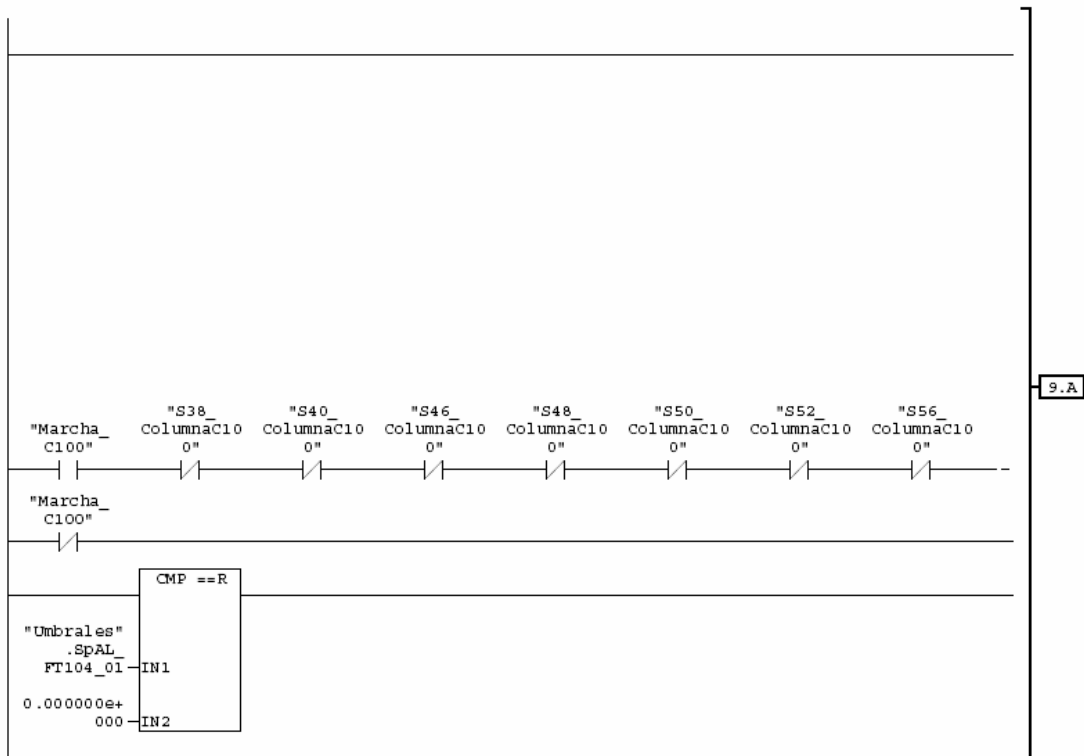 9.A
"S38_ "S40_ "S46_ "S48_ "S50_ "S52_ "S56_
"Marcha_ ColumnaC10 ColumnaC10 ColumnaC10 ColumnaC10 ColumnaC10 ColumnaC10 ColumnaC10
C100" 0" 0" 0" 0" 0" 0" 0"
"Marcha_
C100"
CMP ==R
"Umbrales"
.SpAL_
FT104_01 IN1
0.000000e+
000 IN2